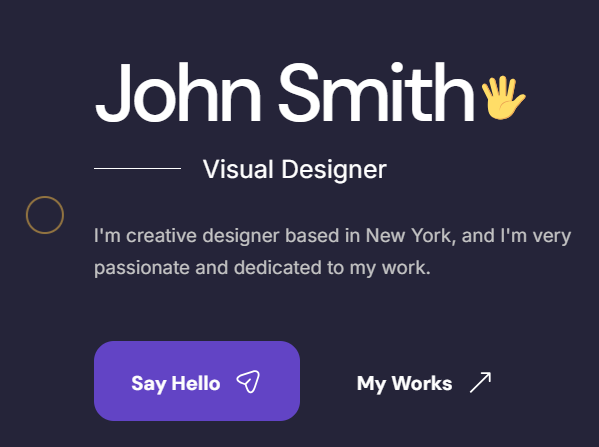 John Smith🖐
Visual Designer
I'm creative designer based in New York, and I'm very
passionate and dedicated to my work.
Say Hello
My Works